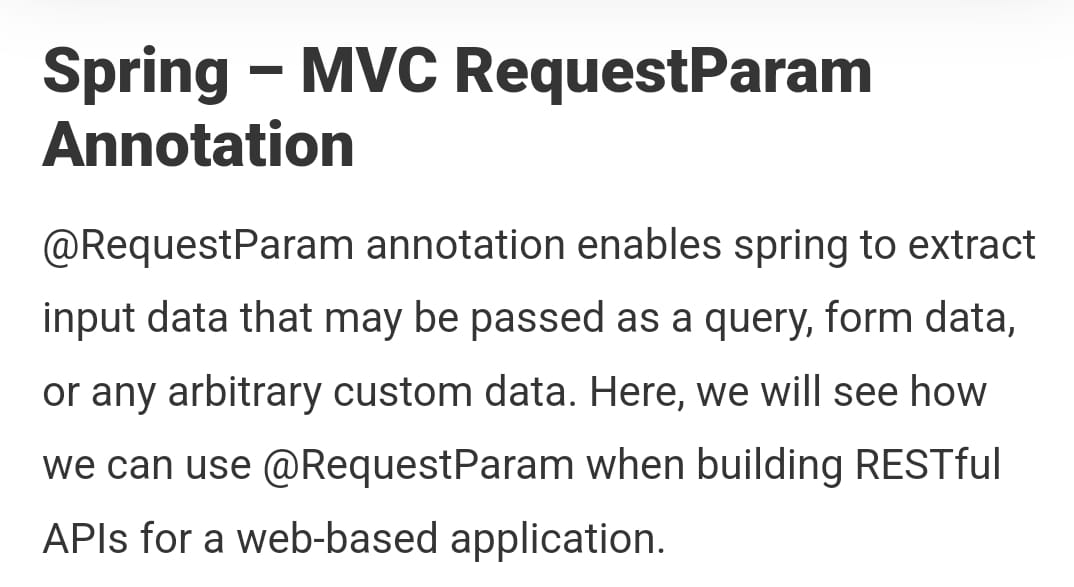 Spring – MVC RequestParam
Annotation
@RequestParam annotation enables spring to extract
input data that may be passed as a query, form data,
or any arbitrary custom data. Here, we will see how
we can use @RequestParam when building RESTful
APIs for a web-based application.